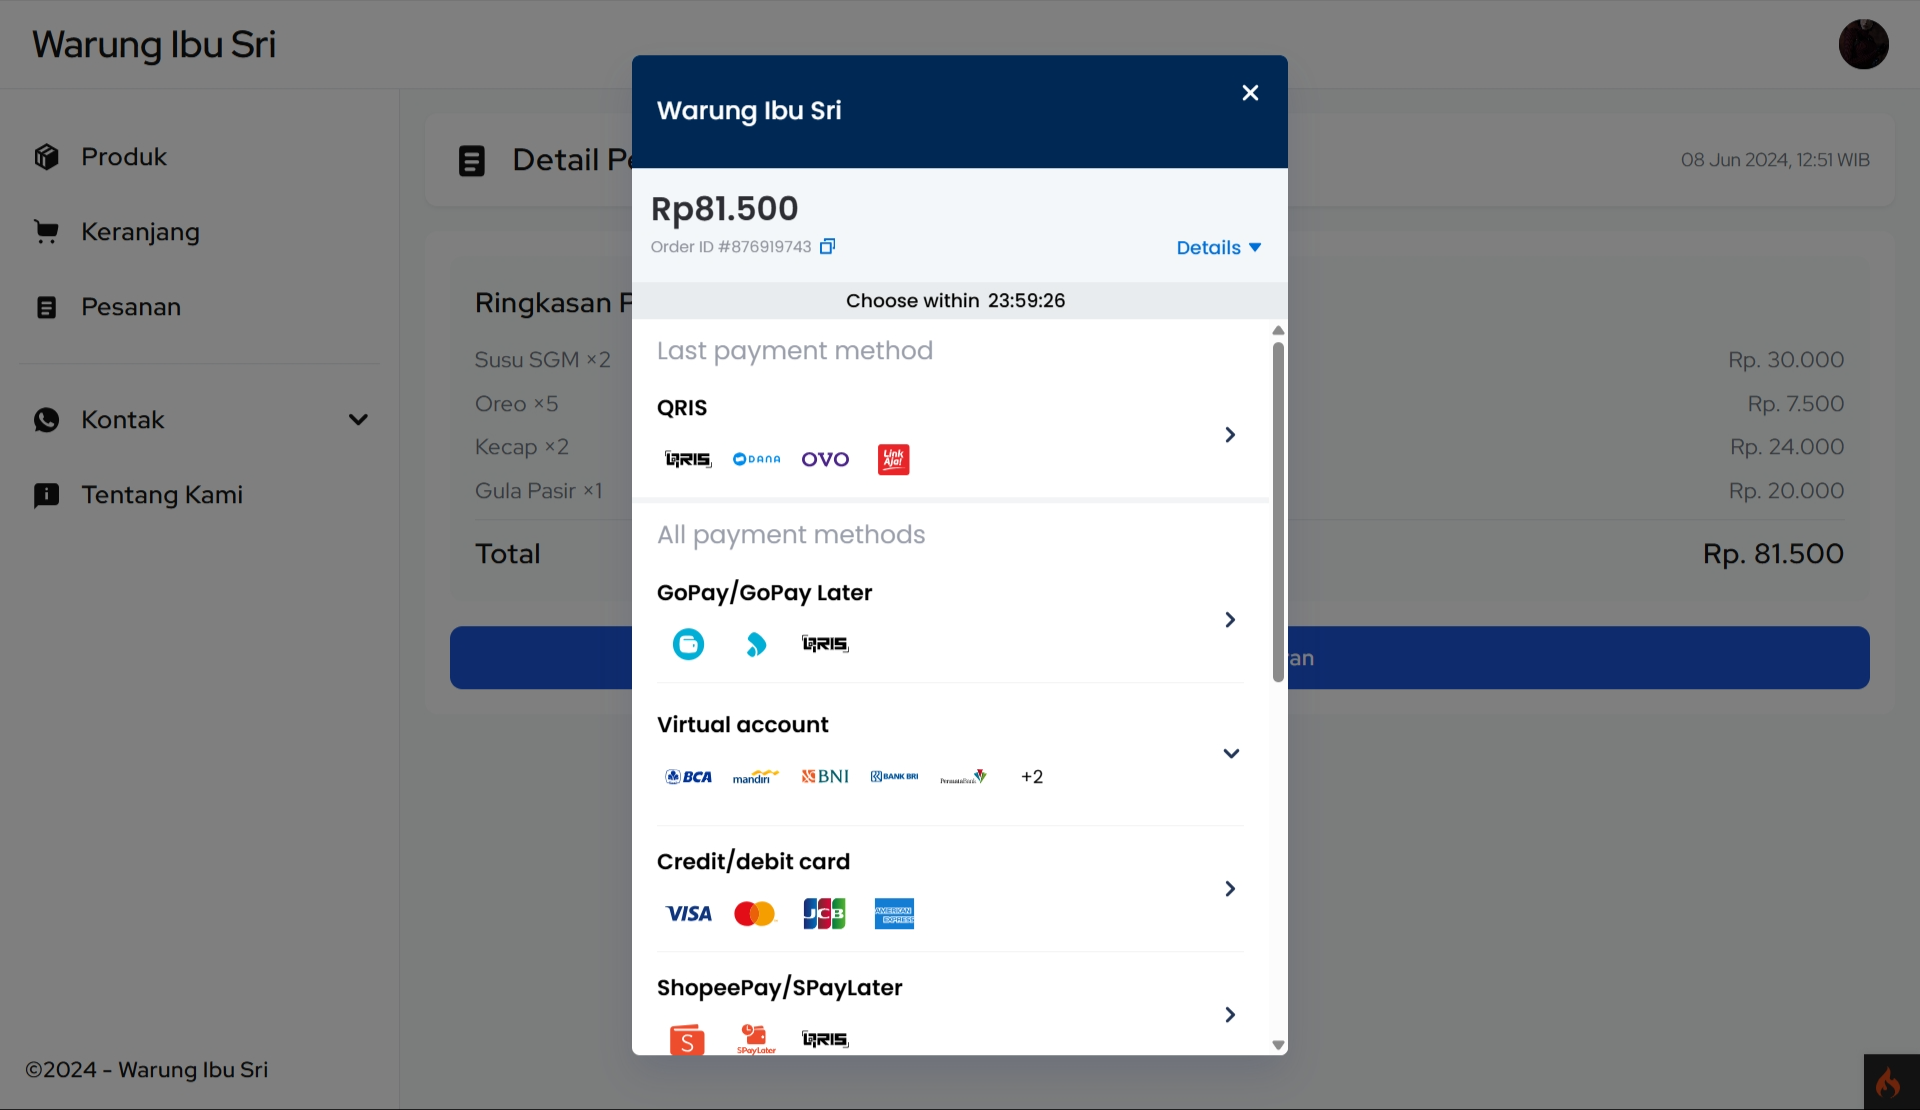 Warung Ibu Sri
Produk
Keranjang
Pesanan
Kontak
Tentang Kami
©2024 - Warung Ibu Sri
Detail Pe
08 Jun 2024, 12:51 WIB
Ringkasan P
Susu SGM ×2
Rp. 30.000
Oreo ×5
Rp. 7.500
Kecap ×2
Rp. 24.000
Gula Pasir ×1
Rp. 20.000
Total
Rp. 81.500
an
Warung Ibu Sri
Rp81.500
Order ID #876919743
Details
Choose within 23:59:26
Last payment method
QRIS
QRIS DANA OVO Link Aja!
All payment methods
GoPay/GoPay Later
QRIS
Virtual account
BCA mandiri BNI BANK BRI PermataBank +2
Credit/debit card
VISA JCB AMERICAN EXPRESS
ShopeePay/SPayLater
S SPayLater QRIS